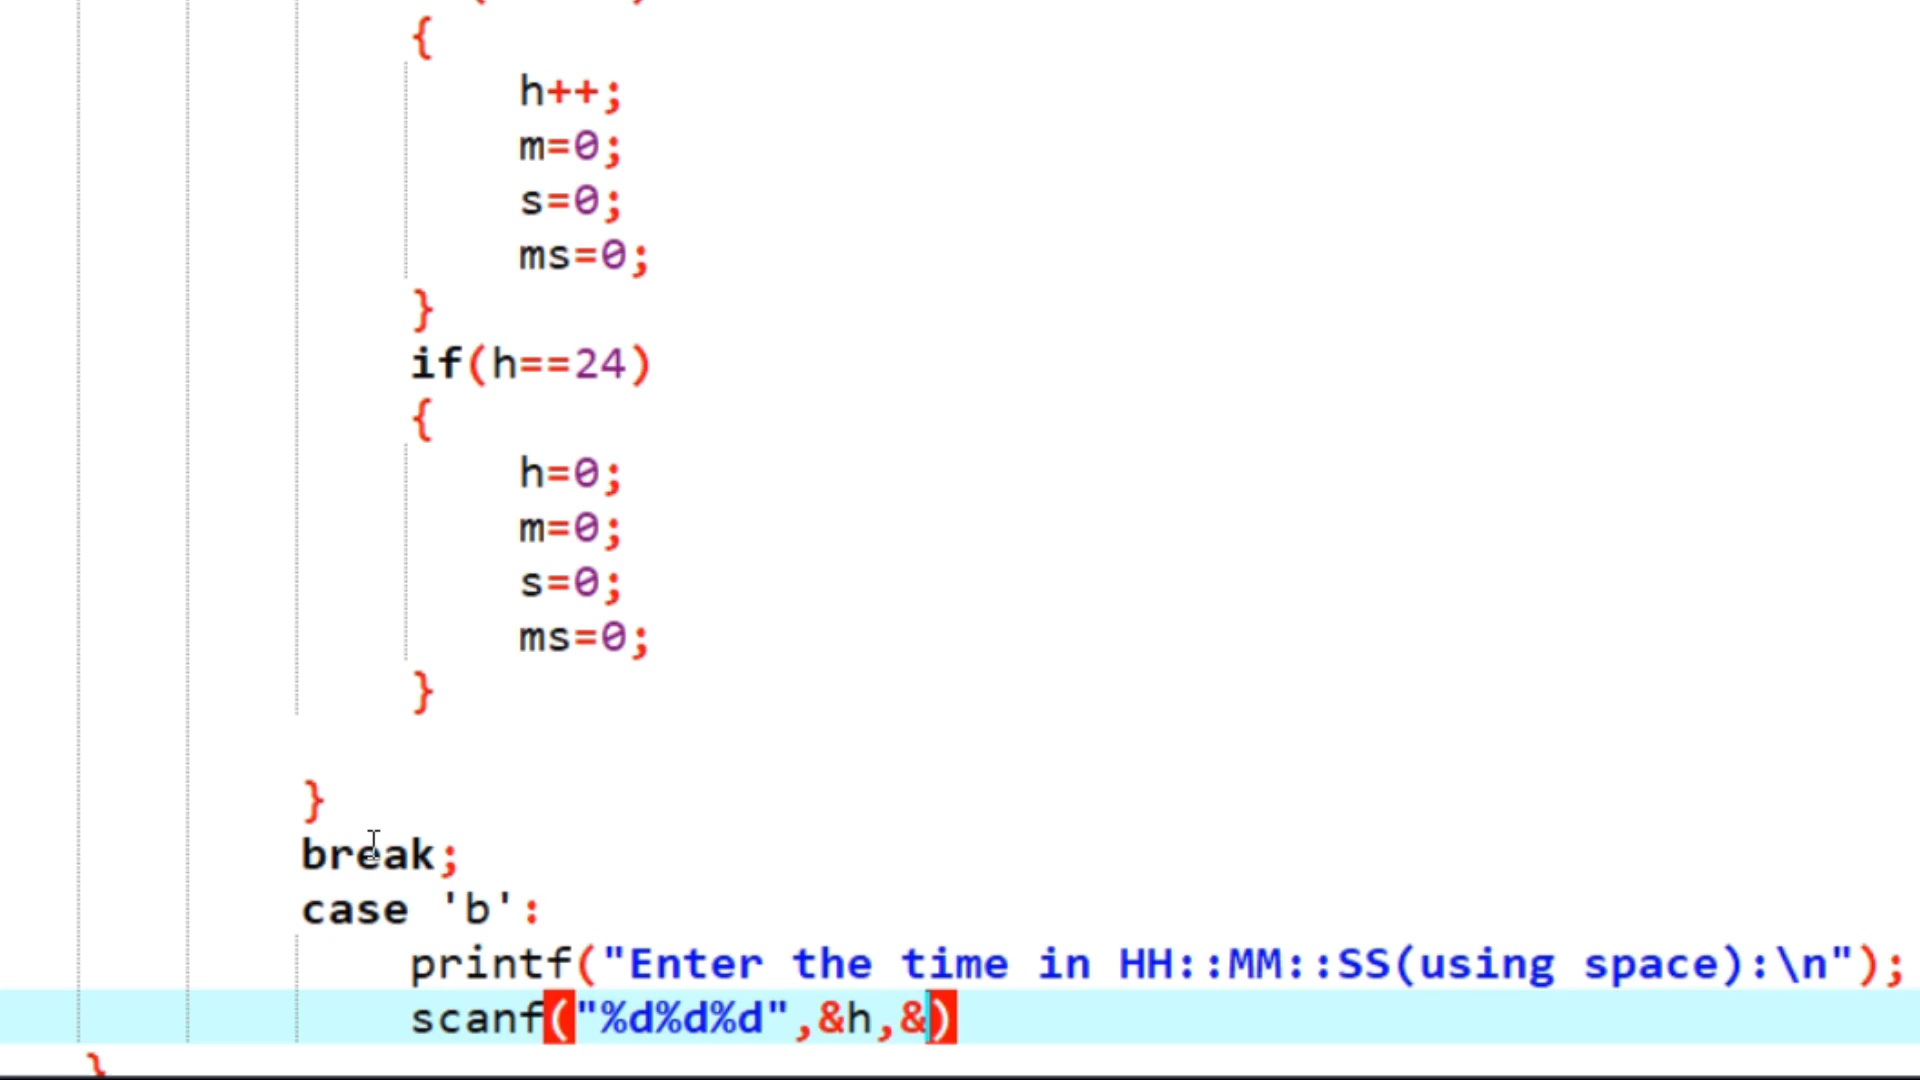 {
h++;
m=0;
s=0;
ms=0;
}
if(h==24)
{
h=0;
m=0;
s=0;
ms=0;
}
}
break;
case 'b':
printf("Enter the time in HH::MM::SS(using space):\n");
scanf("%d%d%d",&h,&)
}